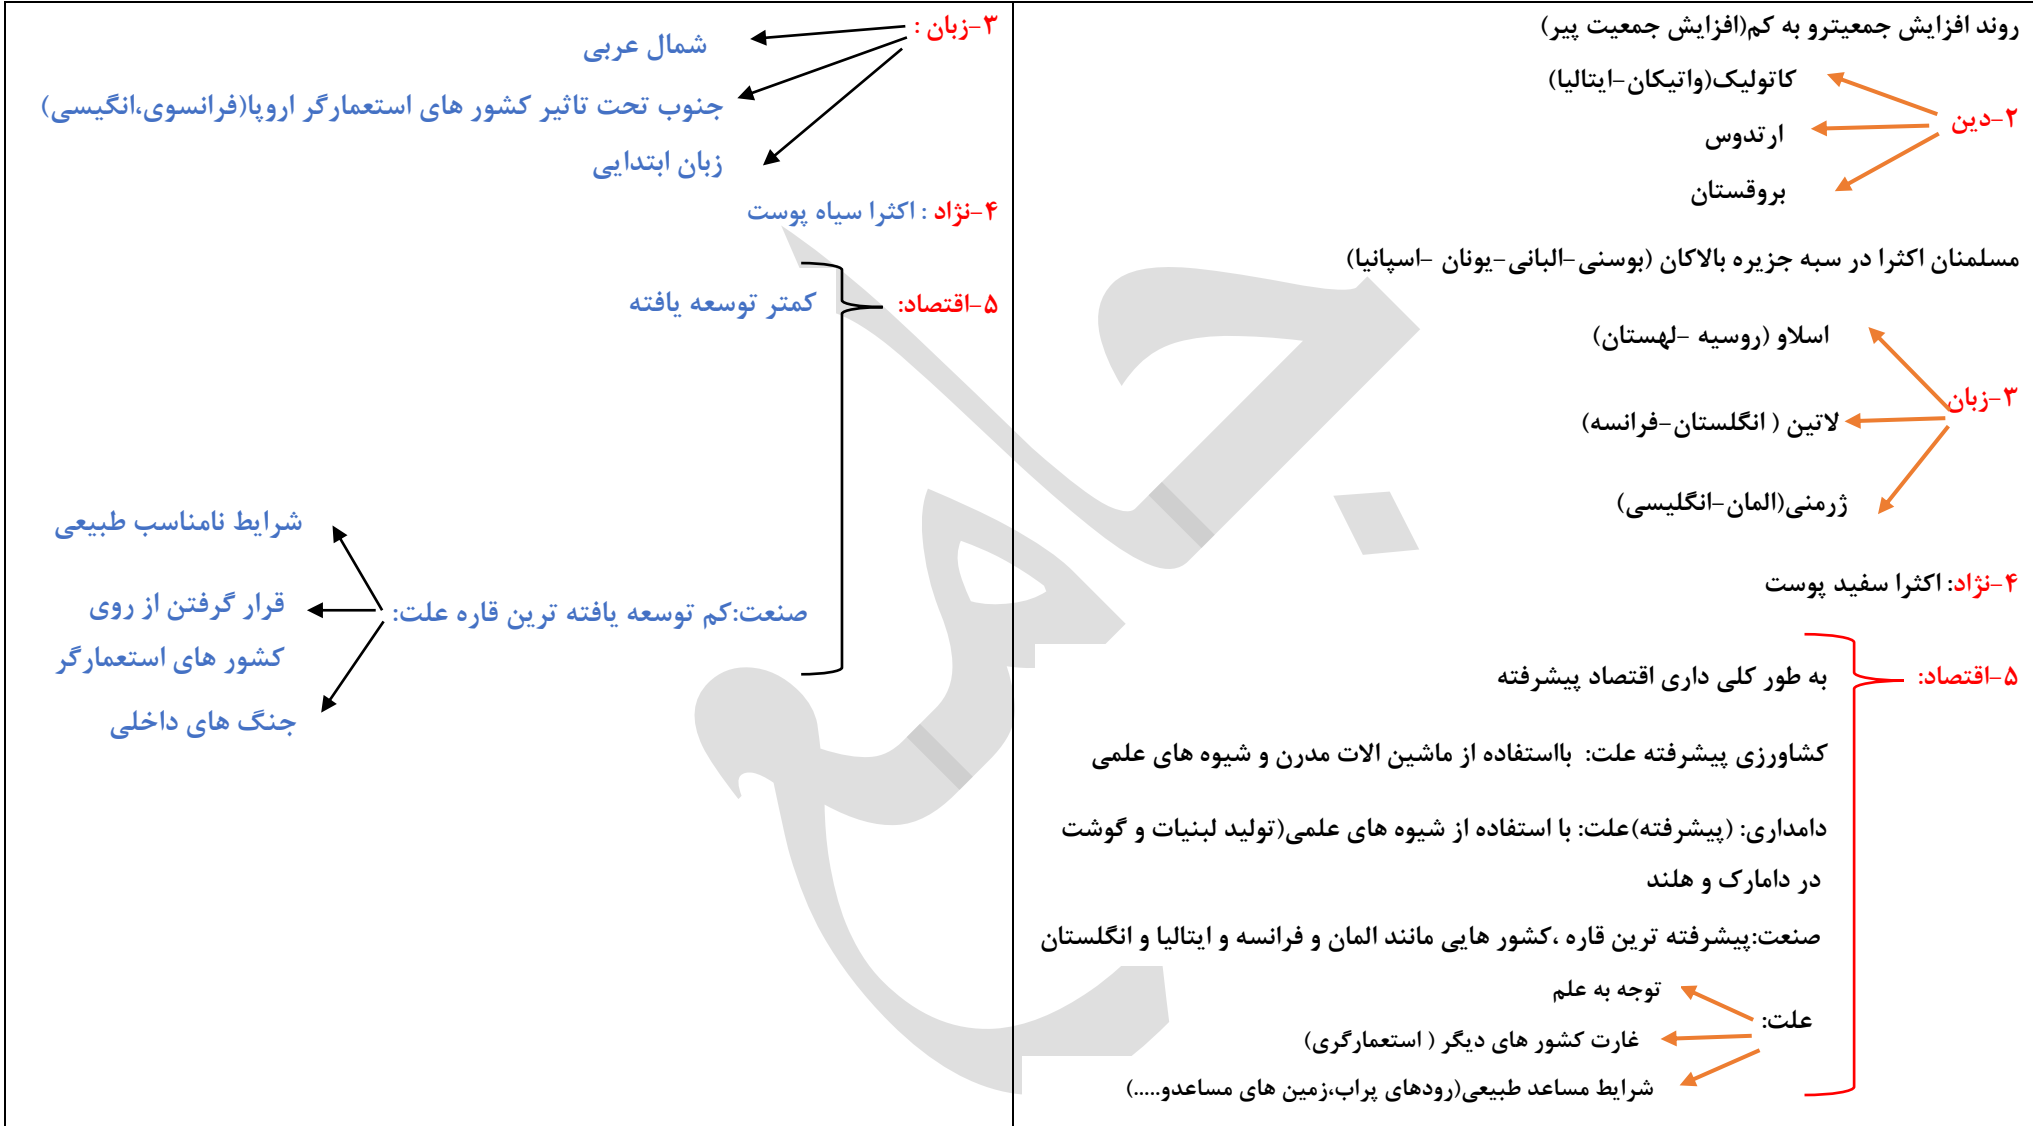 روند افزایش جمعیترو به کم(افزایش جمعیت پیر)
۲-دین
کاتولیک(واتیکان-ایتالیا)
ارتدوس
بروقستان
مسلمنان اکثرا در سبه جزیره بالاکان (بوسنی-البانی-یونان -اسپانیا)
۳-زبان
اسلاو (روسیه -لهستان)
لاتین ( انگلستان-فرانسه)
ژرمنی(المان-انگلیسی)
۴-نژاد: اکثرا سفید پوست
۵-اقتصاد:
به طور کلی داری اقتصاد پیشرفته
کشاورزی پیشرفته علت: بااستفاده از ماشین الات مدرن و شیوه های علمی
دامداری: (پیشرفته)علت: با استفاده از شیوه های علمی(تولید لبنیات و گوشت
در دامارک و هلند
صنعت:پیشرفته ترین قاره ،کشور هایی مانند المان و فرانسه و ایتالیا و انگلستان
علت:
توجه به علم
غارت کشور های دیگر ( استعمارگری)
شرایط مساعد طبیعی(رودهای پراب،زمین های مساعدو.....)
۳-زبان :
شمال عربی
جنوب تحت تاثیر کشور های استعمارگر اروپا(فرانسوی،انگیسی)
زبان ابتدایی
۴-نژاد : اکثرا سیاه پوست
۵-اقتصاد:
کمتر توسعه یافته
صنعت:کم توسعه یافته ترین قاره علت:
شرایط نامناسب طبیعی
قرار گرفتن از روی
کشور های استعمارگر
جنگ های داخلی
جامع